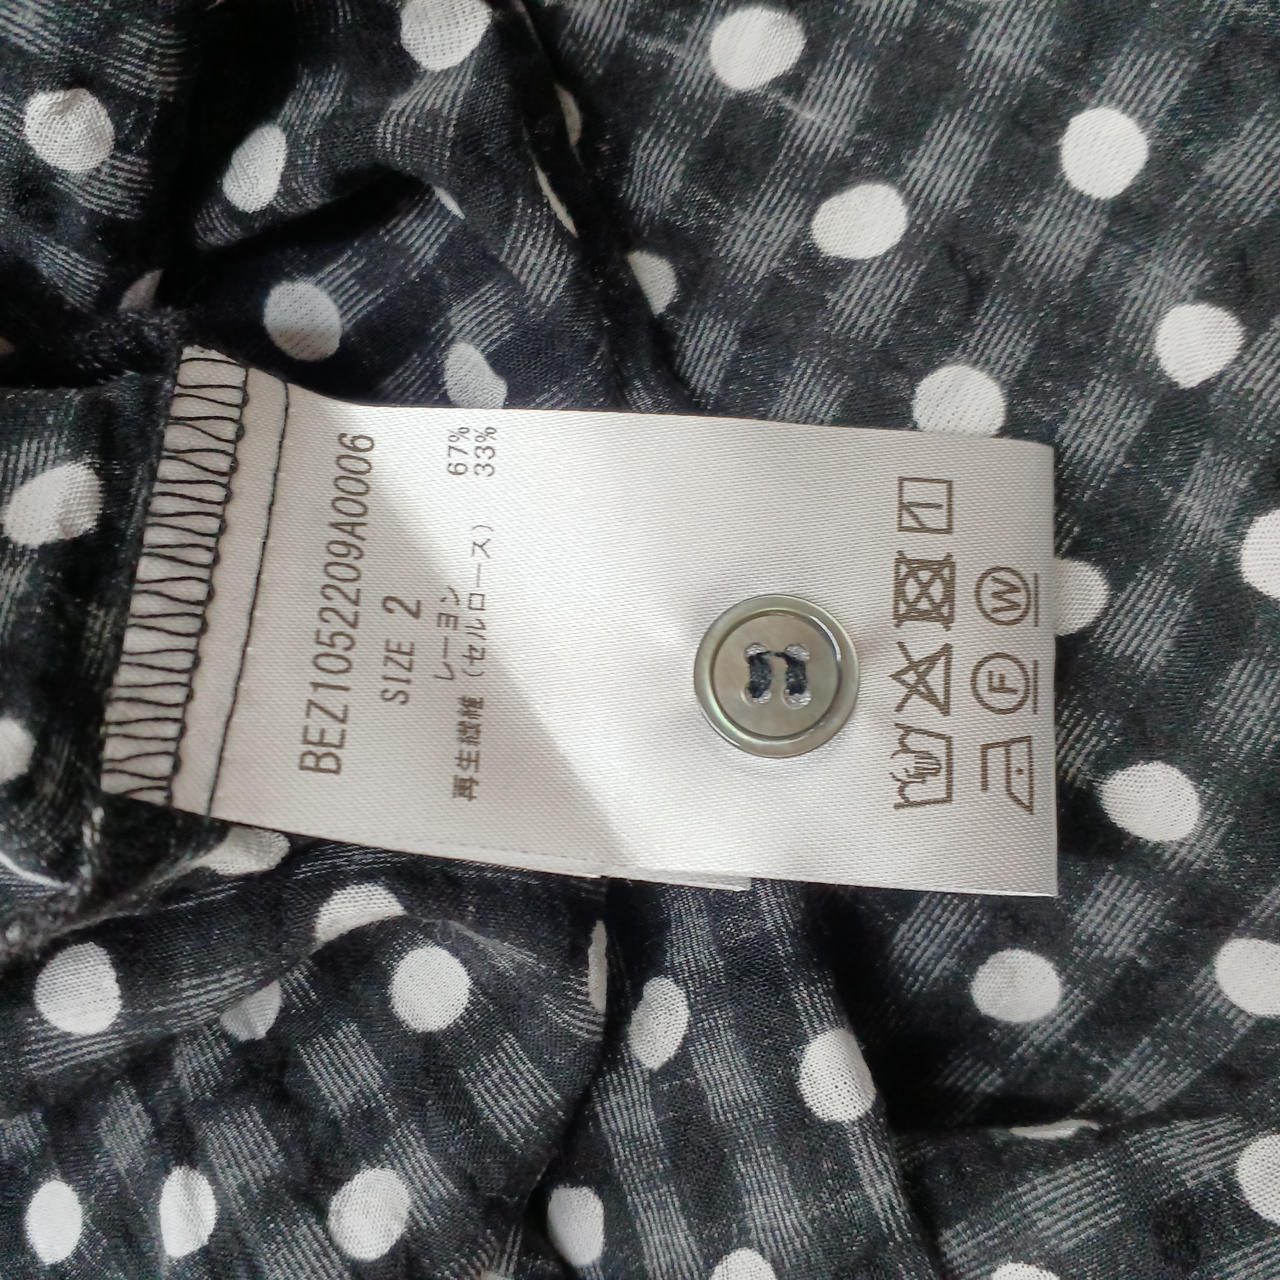 BEZ1052209A0006
SIZE 2
レーヨン 67%
再生繊維（セルロース） 33%
W
F